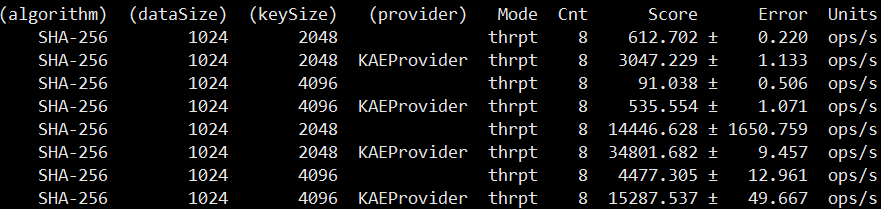 (algorithm) (dataSize) (keySize) (provider) Mode Cnt Score Error Units
SHA-256 1024 2048 thrpt 8 612.702 ± 0.220 ops/s
SHA-256 1024 2048 KAEProvider thrpt 8 3047.229 ± 1.133 ops/s
SHA-256 1024 4096 thrpt 8 91.038 ± 0.506 ops/s
SHA-256 1024 4096 KAEProvider thrpt 8 535.554 ± 1.071 ops/s
SHA-256 1024 2048 thrpt 8 14446.628 ± 1650.759 ops/s
SHA-256 1024 2048 KAEProvider thrpt 8 34801.682 ± 9.457 ops/s
SHA-256 1024 4096 thrpt 8 4477.305 ± 12.961 ops/s
SHA-256 1024 4096 KAEProvider thrpt 8 15287.537 ± 49.667 ops/s